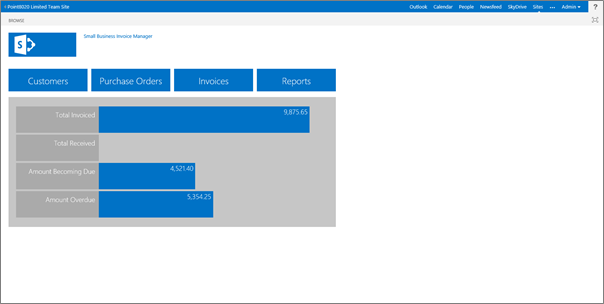 Point8020 Limited Team Site
Outlook Calendar People Newsfeed SkyDrive Sites ... Admin ?
BROWSE
S
Small Business Invoice Manager
Customers Purchase Orders Invoices Reports
Total Invoiced 9,875.65
Total Received
Amount Becoming Due 4,521.40
Amount Overdue 5,354.25